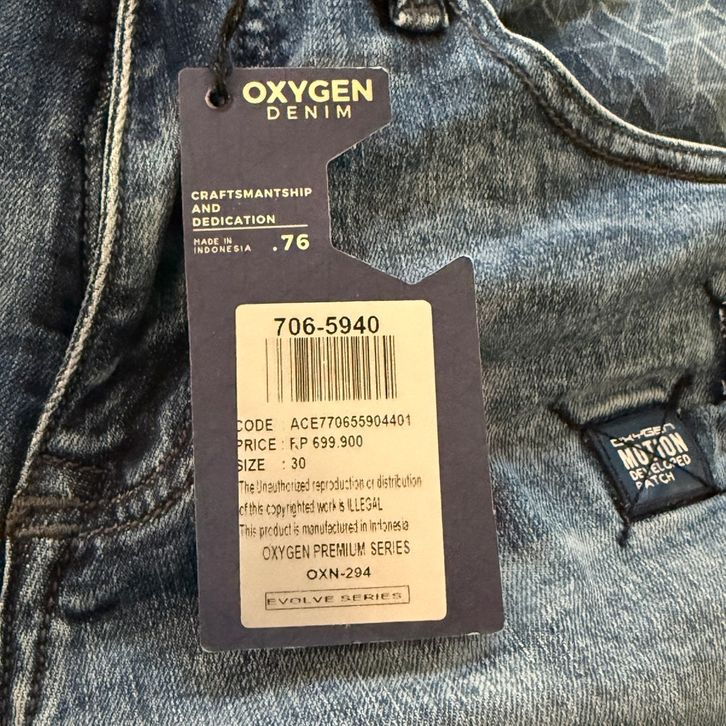 OXYGEN
DENIM
CRAFTSMANTSHIP
AND
DEDICATION
MADE IN
INDONESIA
.76
706-5940
CODE : ACE770655904401
PRICE : RP 699.900
SIZE : 30
The Unauthorized reproduction or distribution
of this copyrighted work is ILLEGAL
This product is manufactured in Indonesia
OXYGEN PREMIUM SERIES
OXN-294
EVOLVE SERIES
OXYGEN
MOTION
DEVELOPED
PATCH